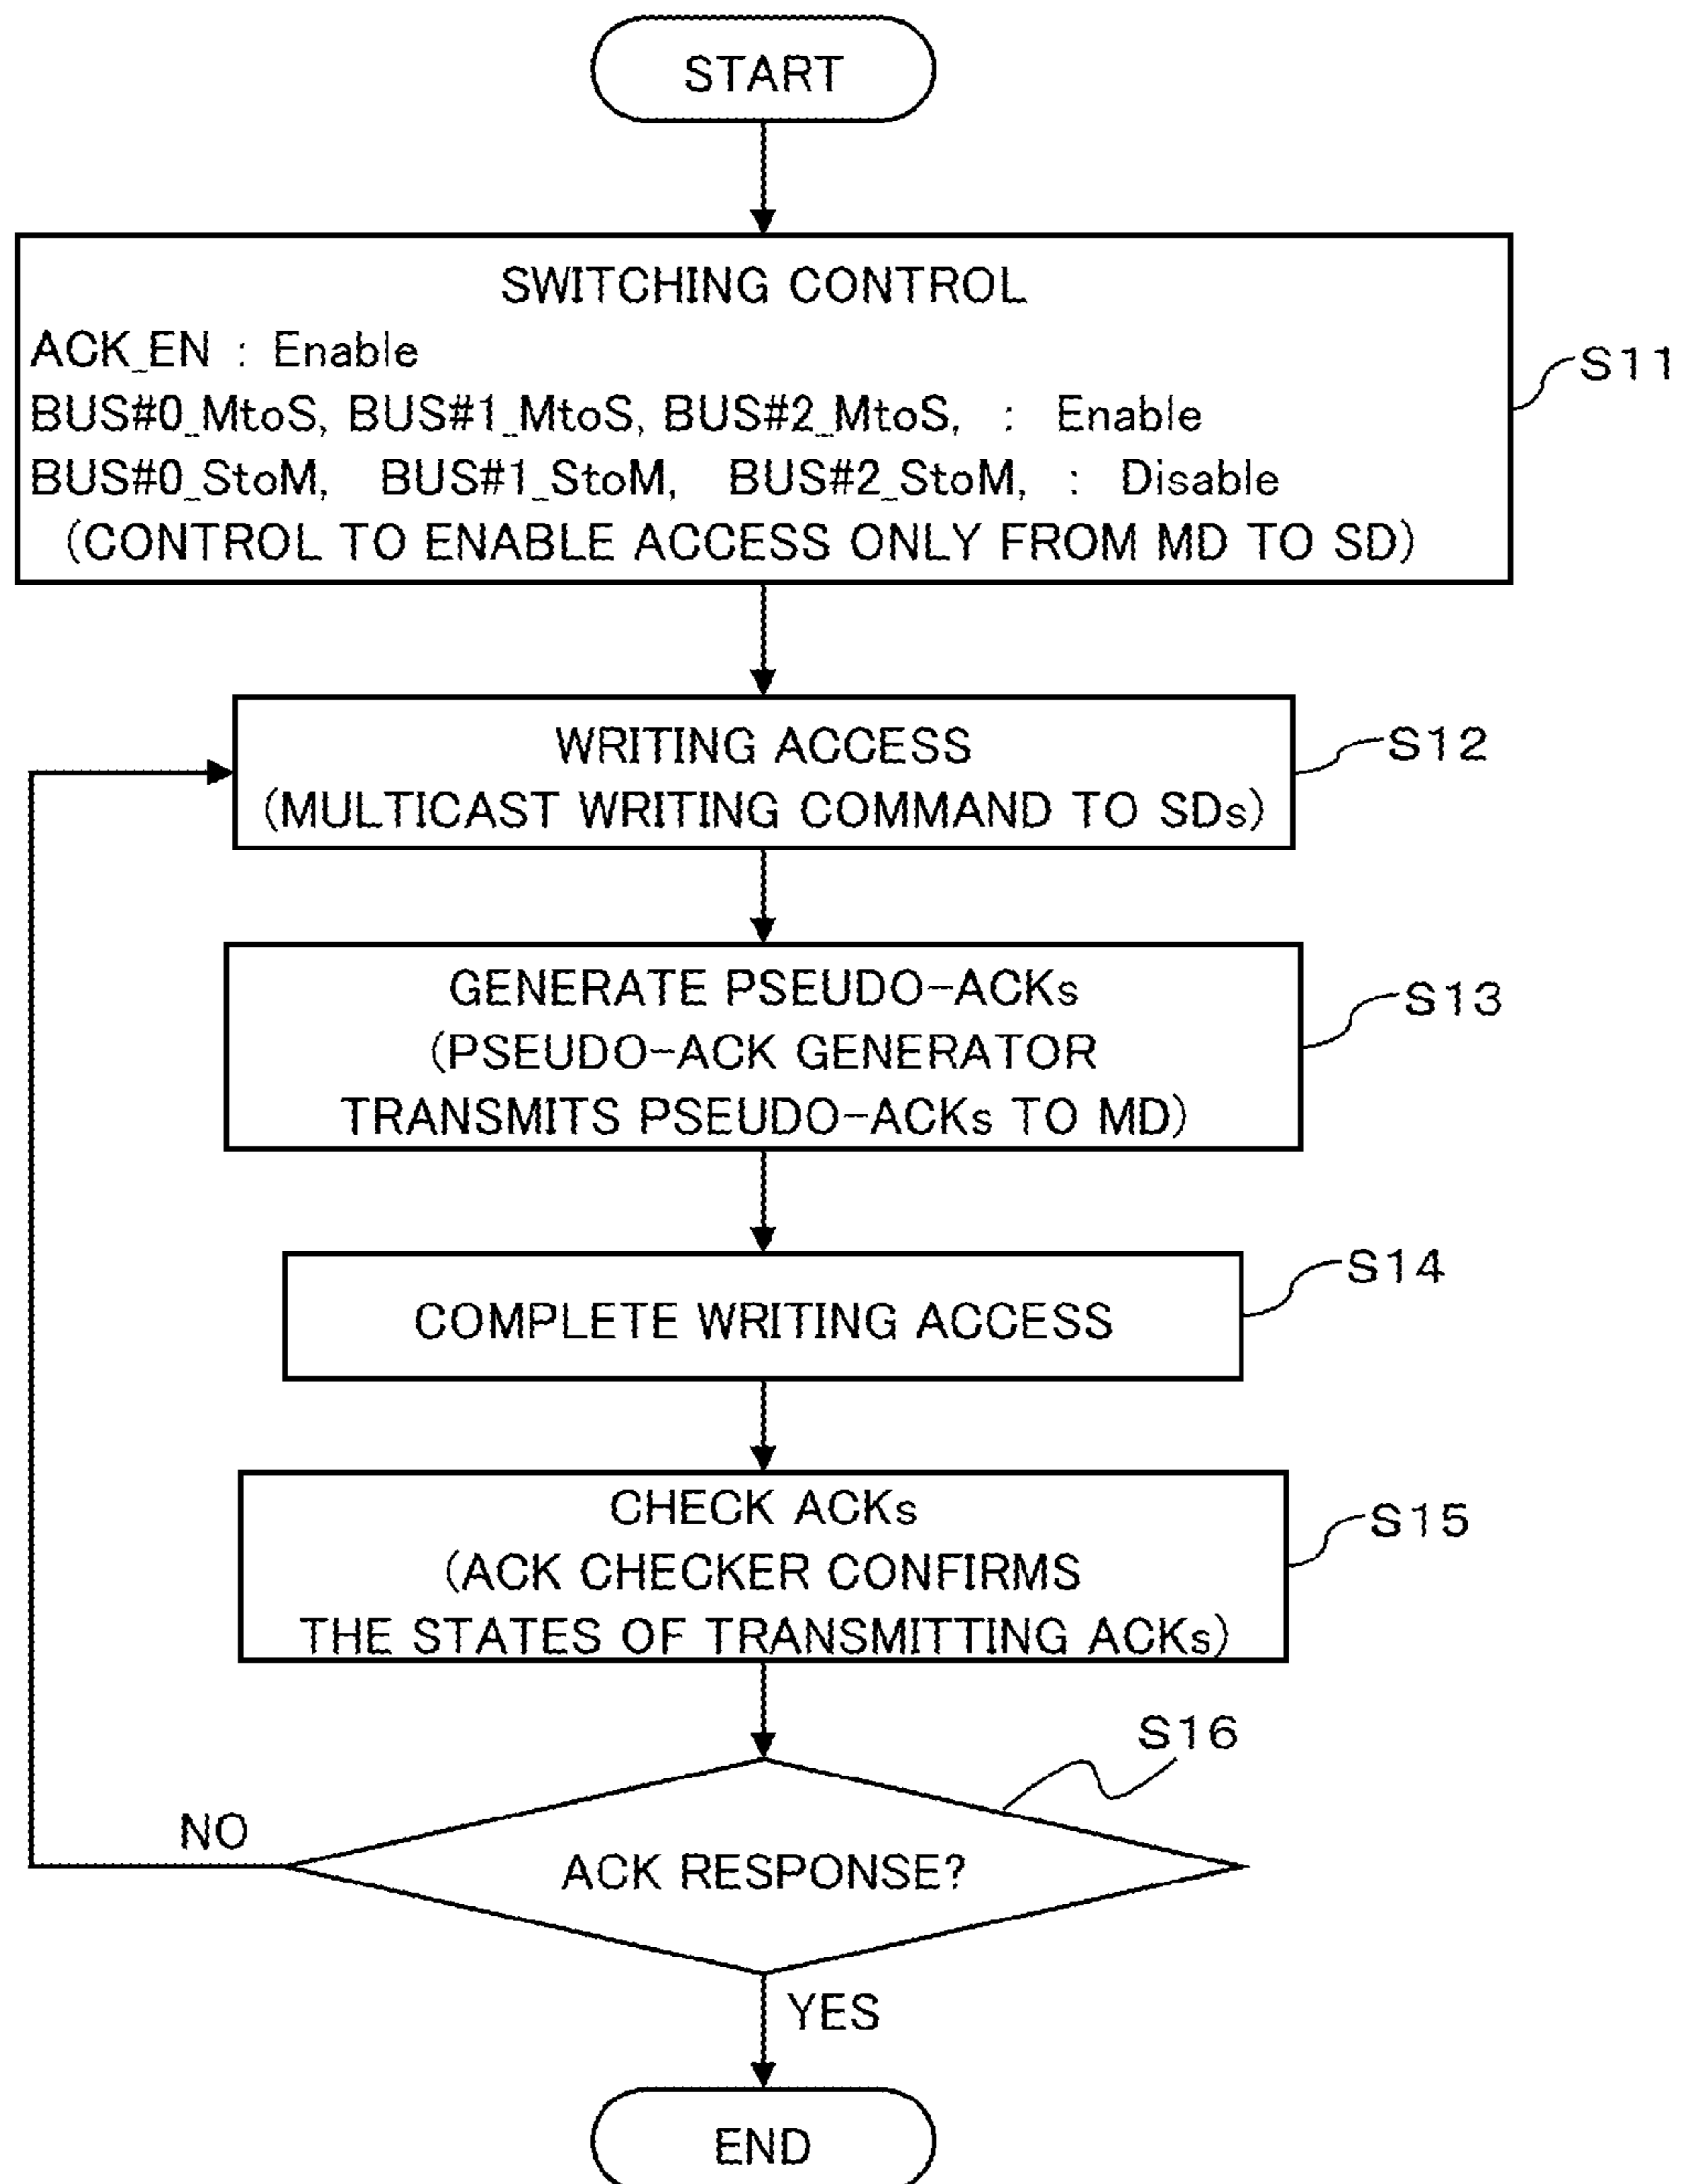 START
SWITCHING CONTROL
ACK_EN : Enable
BUS#0_MtoS, BUS#1_MtoS, BUS#2_MtoS, : Enable
BUS#0_StoM, BUS#1_StoM, BUS#2_StoM, : Disable
(CONTROL TO ENABLE ACCESS ONLY FROM MD TO SD)
S11
WRITING ACCESS
(MULTICAST WRITING COMMAND TO SDs)
S12
GENERATE PSEUDO-ACKs
(PSEUDO-ACK GENERATOR
TRANSMITS PSEUDO-ACKs TO MD)
S13
COMPLETE WRITING ACCESS
S14
CHECK ACKs
(ACK CHECKER CONFIRMS
THE STATES OF TRANSMITTING ACKs)
S15
S16
NO
ACK RESPONSE?
YES
END